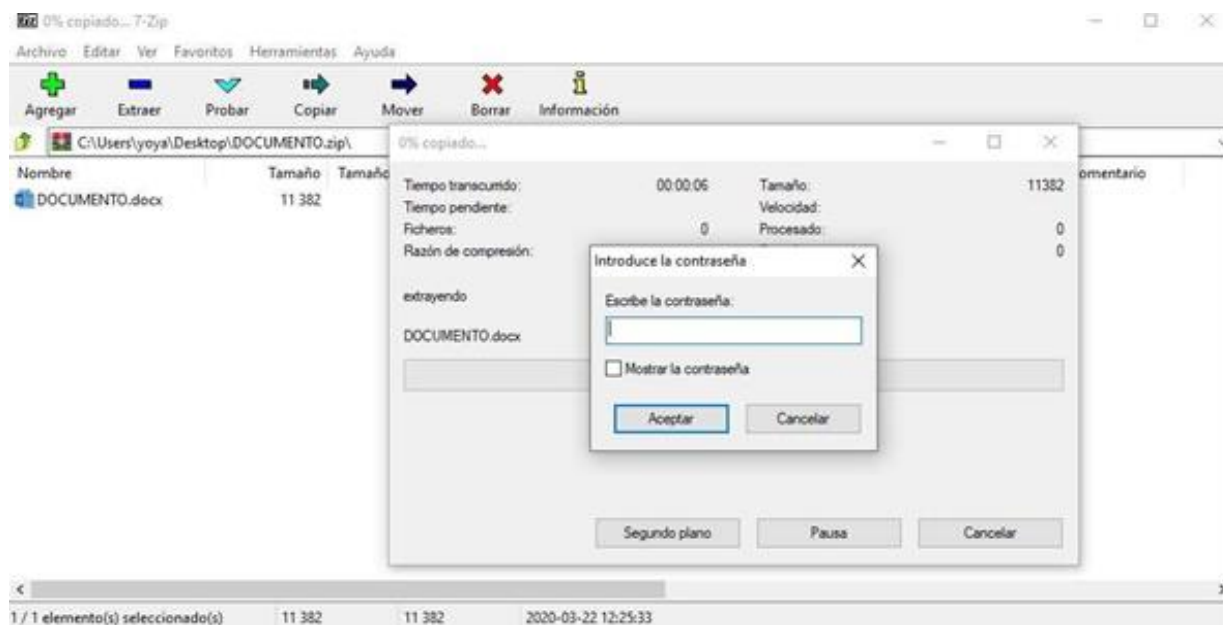 0% copiado... 7-Zip
Archivo Editar Ver Favoritos Herramientas Ayuda
Agregar Extraer Probar Copiar Mover Borrar Información
C:\Users\yoya\Desktop\DOCUMENTO.zip\
Nombre Tamaño Tamaño omentario
DOCUMENTO.docx 11 382
0% copiado...
Tiempo transcurrido: 00:00:06 Tamaño: 11382
Tiempo pendiente: Velocidad:
Ficheros: 0 Procesado: 0
Razón de compresión: 0
extrayendo
DOCUMENTO.docx
Introduce la contraseña
Escribe la contraseña:
Mostrar la contraseña
Aceptar Cancelar
Segundo plano Pausa Cancelar
1 / 1 elemento(s) seleccionado(s) 11 382 11 382 2020-03-22 12:25:33